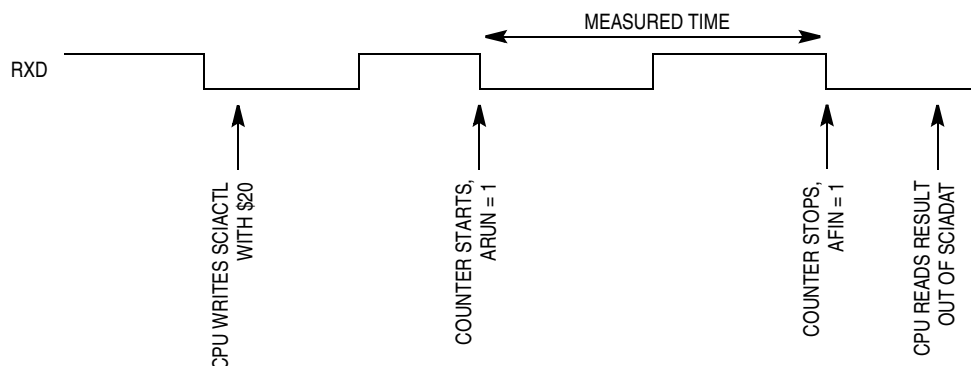 MEASURED TIME
RXD
CPU WRITES SCIACTL
WITH $20
COUNTER STARTS,
ARUN = 1
COUNTER STOPS,
AFIN = 1
CPU READS RESULT
OUT OF SCIADAT